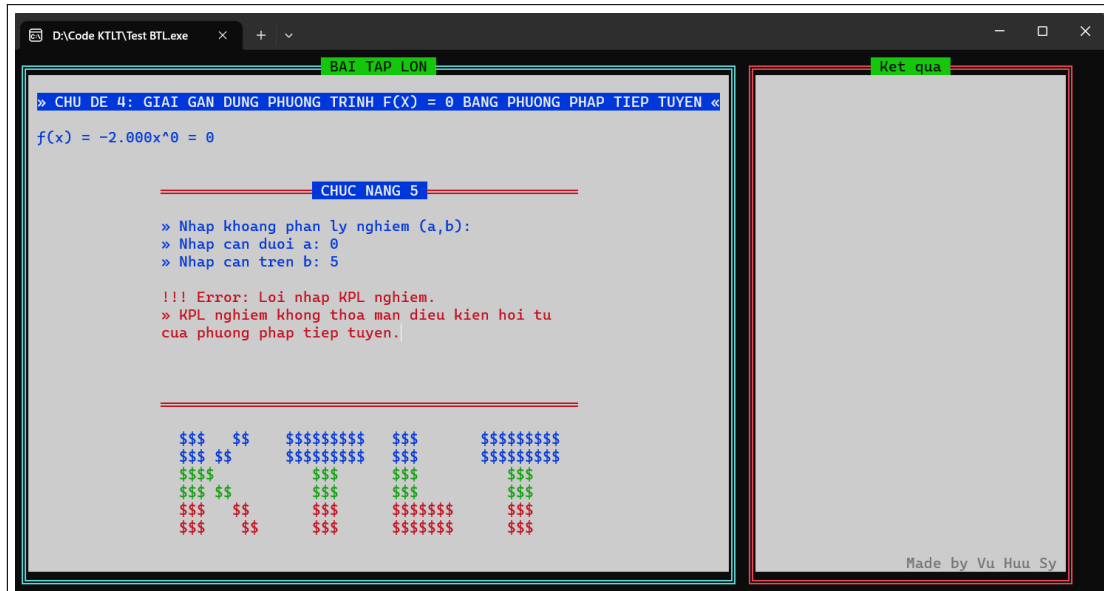 D:\Code KTLT\Test BTL.exe
BAI TAP LON
Ket qua
» CHU DE 4: GIAI GAN DUNG PHUONG TRINH F(X) = 0 BANG PHUONG PHAP TIEP TUYEN «
ƒ(x) = -2.000x^0 = 0
CHUC NANG 5
» Nhap khoang phan ly nghiem (a,b):
» Nhap can duoi a: 0
» Nhap can tren b: 5
!!! Error: Loi nhap KPL nghiem.
» KPL nghiem khong thoa man dieu kien hoi tu
cua phuong phap tiep tuyen.
$$$   $$    $$$$$$$$$   $$$       $$$$$$$$$
$$$ $$      $$$$$$$$$   $$$       $$$$$$$$$
$$$$           $$$      $$$          $$$
$$$ $$         $$$      $$$          $$$
$$$   $$       $$$      $$$$$$$      $$$
$$$    $$      $$$      $$$$$$$      $$$
Made by Vu Huu Sy